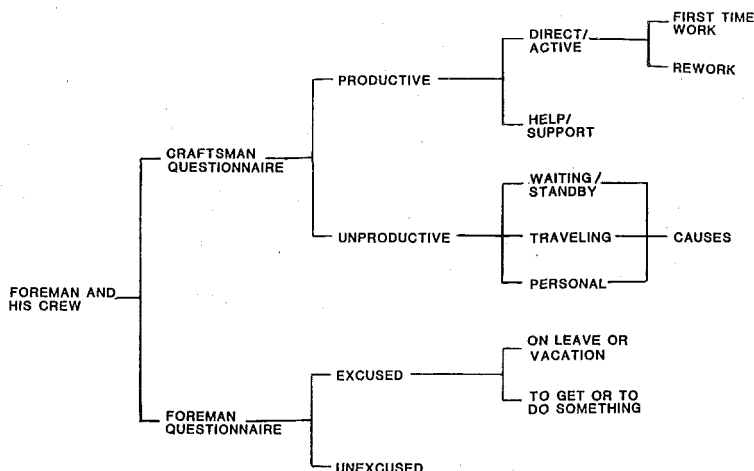 FIRST TIME
WORK
DIRECT/
ACTIVE
REWORK
PRODUCTIVE
HELP/
SUPPORT
CRAFTSMAN
QUESTIONNAIRE
WAITING/
STANDBY
UNPRODUCTIVE
TRAVELING
CAUSES
PERSONAL
FOREMAN AND
HIS CREW
ON LEAVE OR
VACATION
EXCUSED
TO GET OR TO
DO SOMETHING
FOREMAN
QUESTIONNAIRE
UNEXCUSED